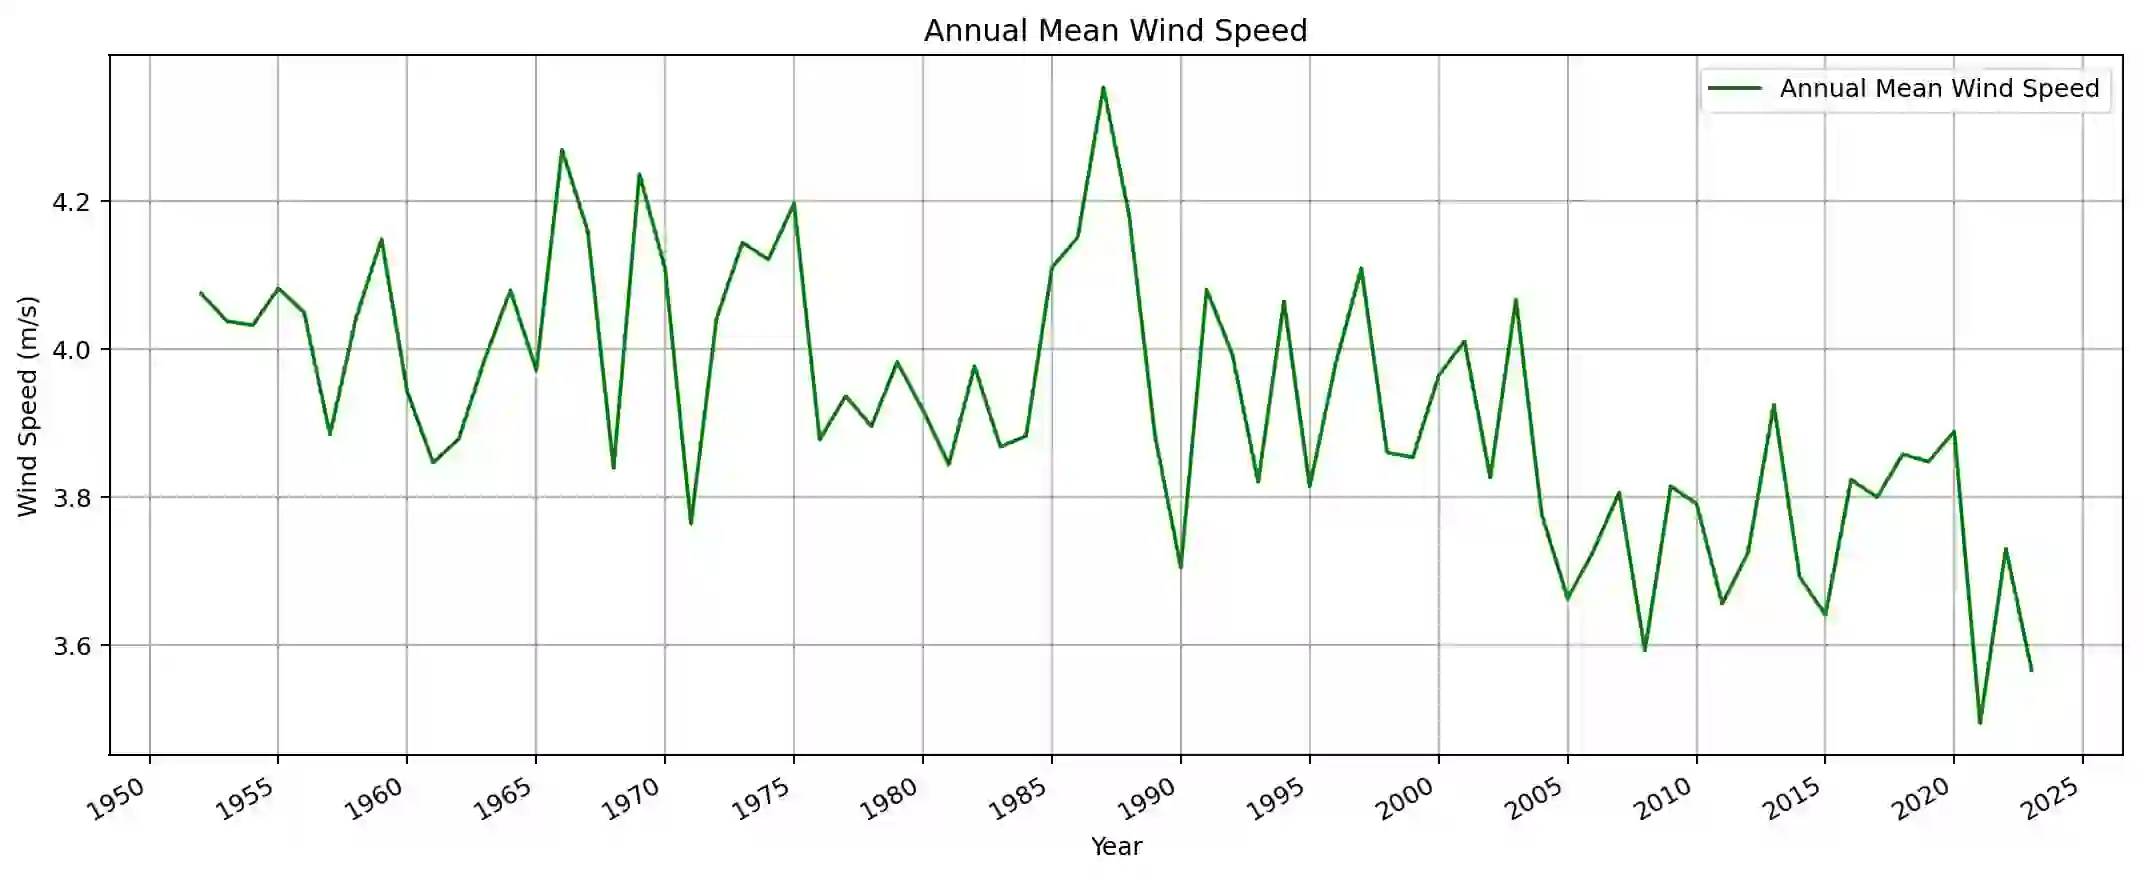 Annual Mean Wind Speed
Annual Mean Wind Speed
Wind Speed (m/s)
4.2
4.0
3.8
3.6
1950 1955 1960 1965 1970 1975 1980 1985 1990 1995 2000 2005 2010 2015 2020 2025
Year